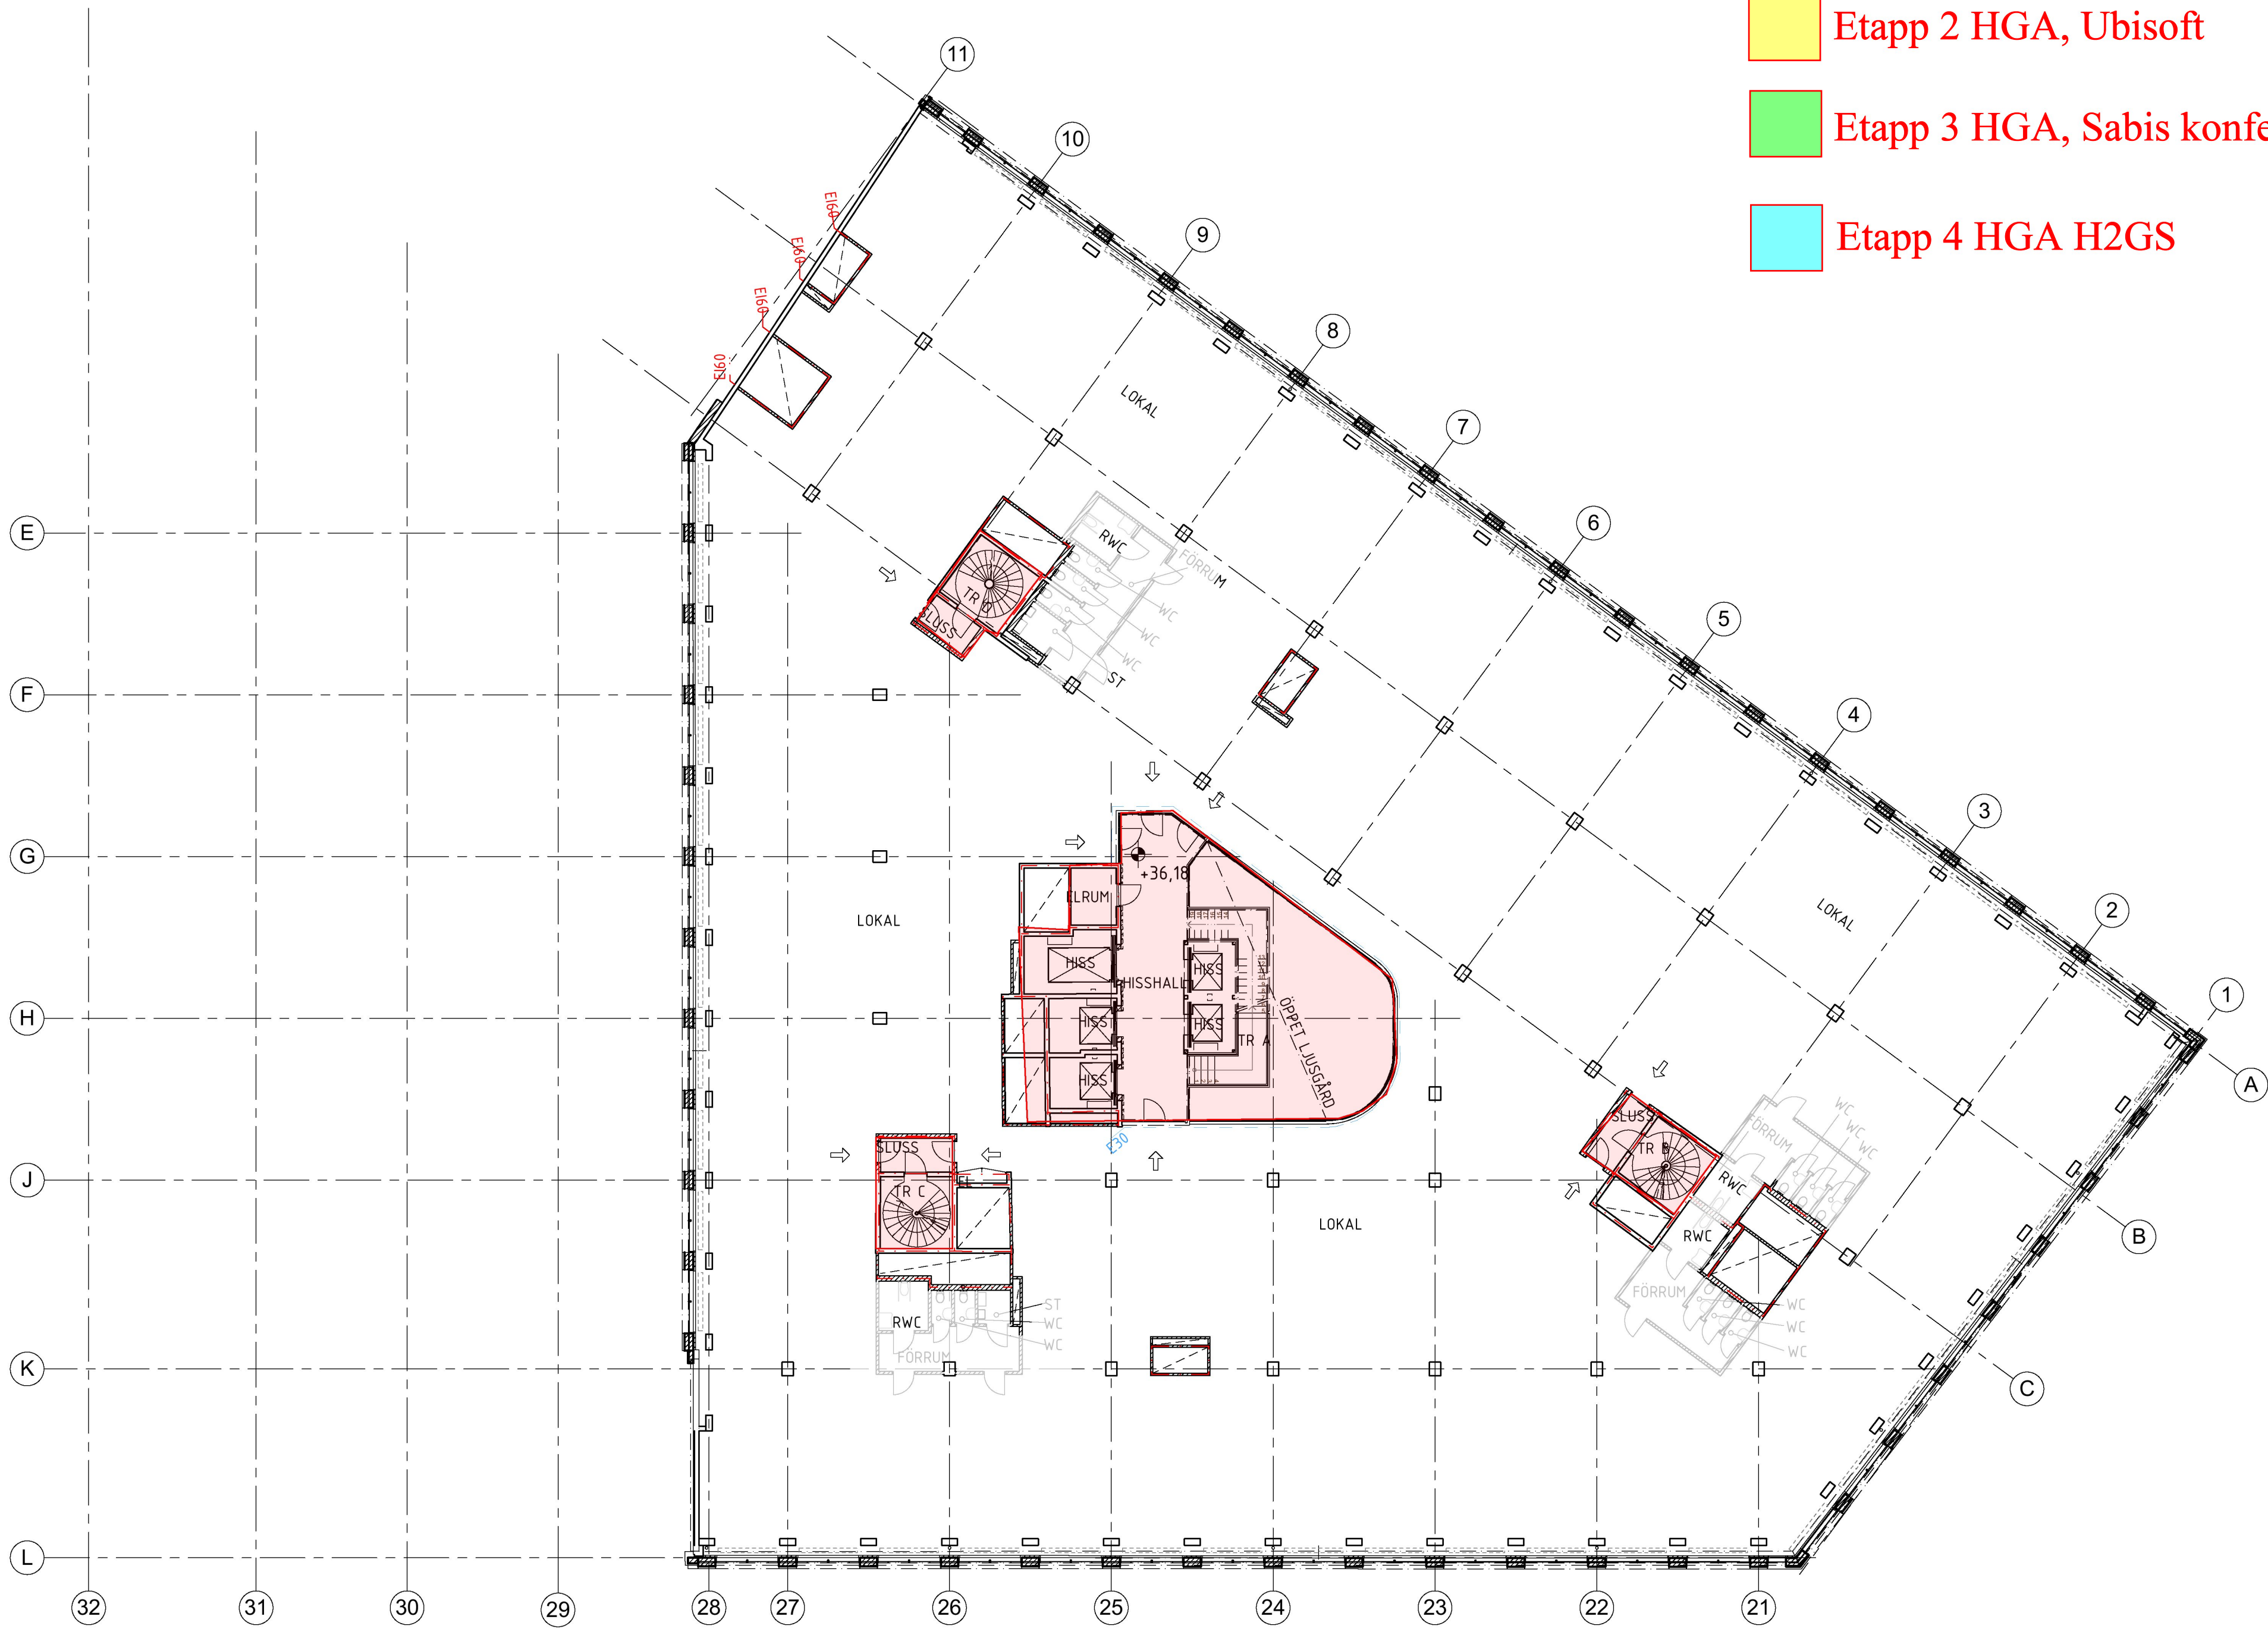 Etapp 2 HGA, Ubisoft
Etapp 3 HGA, Sabis konfe
Etapp 4 HGA H2GS
11
10
9
8
7
6
5
4
3
2
1
A
B
C
E
F
G
H
J
K
L
32
31
30
29
28
27
26
25
24
23
22
21
EI60
EI60
EI60
EI60
LOKAL
RWC
FÖRRUM
WC
WC
WC
ST
TR D
SLUSS
+36,18
ELRUM
LOKAL
HISS
HISSHALL
HISS
HISS
HISS
HISS
TR A
ÖPPET LJUSGÅRD
E30
LOKAL
SLUSS
TR C
RWC
FÖRRUM
ST
WC
WC
LOKAL
SLUSS
TR B
FÖRRUM
WC
WC
WC
RWC
RWC
FÖRRUM
WC
WC
WC